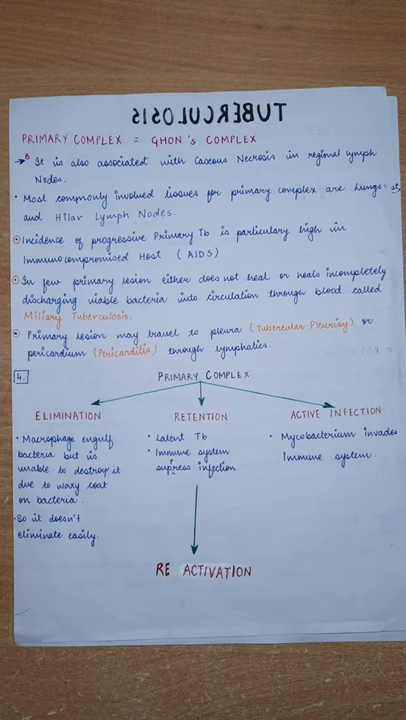 TUBERCULOSIS
PRIMARY COMPLEX = GHON'S COMPLEX
It is also associated with Caseous Necrosis in regional lymph
Nodes.
• Most commonly involved tissues for primary complex are Lungs
and Hilar Lymph Nodes.
Incidence of progressive Primary Tb is particulary high in
Immunocompromised Host (AIDS)
In few primary lesion either does not heal or heals incompletely
discharging viable bacteria into circulation through blood called
Miliary Tuberculosis.
Primary lesion may travel to pleura (Tubercular Pleurisy) or
pericardium (Pericarditis) through lymphatics.
4.
PRIMARY COMPLEX
ELIMINATION
• Macrophage engulf
bacteria but is
unable to destroy it
due to waxy coat
on bacteria.
• So it doesn't
eliminate easily.
RETENTION
• Latent Tb
• Immune system
supress infection.
ACTIVE INFECTION
• Mycobacterium invades
Immune system.
RE ACTIVATION